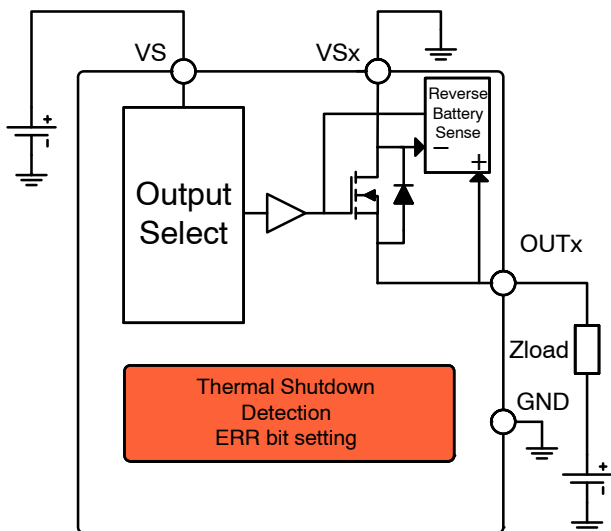 VS
VSx
+
Reverse
Battery
Sense
−
+
Output
Select
OUTx
Zload
GND
Thermal Shutdown
Detection
ERR bit setting
+